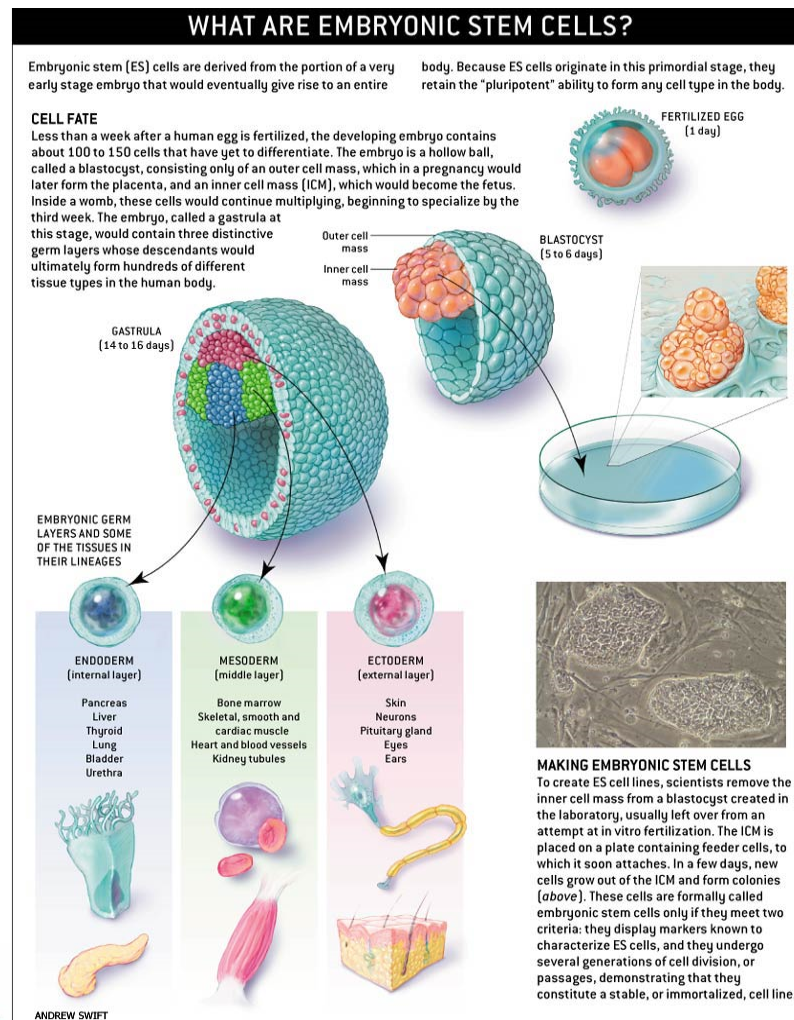 WHAT ARE EMBRYONIC STEM CELLS?
Embryonic stem (ES) cells are derived from the portion of a very
early stage embryo that would eventually give rise to an entire
body. Because ES cells originate in this primordial stage, they
retain the “pluripotent” ability to form any cell type in the body.
CELL FATE
Less than a week after a human egg is fertilized, the developing embryo contains
about 100 to 150 cells that have yet to differentiate. The embryo is a hollow ball,
called a blastocyst, consisting only of an outer cell mass, which in a pregnancy would
later form the placenta, and an inner cell mass (ICM), which would become the fetus.
Inside a womb, these cells would continue multiplying, beginning to specialize by the
third week. The embryo, called a gastrula at
this stage, would contain three distinctive
germ layers whose descendants would
ultimately form hundreds of different
tissue types in the human body.
FERTILIZED EGG
(1 day)
Outer cell
mass
Inner cell
mass
BLASTOCYST
(5 to 6 days)
GASTRULA
(14 to 16 days)
EMBRYONIC GERM
LAYERS AND SOME
OF THE TISSUES IN
THEIR LINEAGES
ENDODERM
(internal layer)
Pancreas
Liver
Thyroid
Lung
Bladder
Urethra
MESODERM
(middle layer)
Bone marrow
Skeletal, smooth and
cardiac muscle
Heart and blood vessels
Kidney tubules
ECTODERM
(external layer)
Skin
Neurons
Pituitary gland
Eyes
Ears
MAKING EMBRYONIC STEM CELLS
To create ES cell lines, scientists remove the
inner cell mass from a blastocyst created in
the laboratory, usually left over from an
attempt at in vitro fertilization. The ICM is
placed on a plate containing feeder cells, to
which it soon attaches. In a few days, new
cells grow out of the ICM and form colonies
(above). These cells are formally called
embryonic stem cells only if they meet two
criteria: they display markers known to
characterize ES cells, and they undergo
several generations of cell division, or
passages, demonstrating that they
constitute a stable, or immortalized, cell line
ANDREW SWIFT